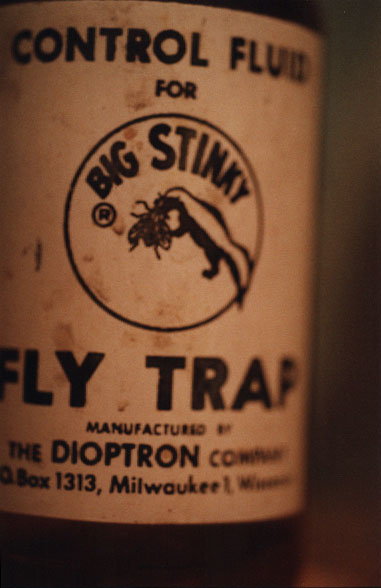 CONTROL FLUID
FOR
BIG STINKY
®
FLY TRAP
MANUFACTURED BY
THE DIOPTRON COMPANY
P.O. Box 1313, Milwaukee 1, Wisconsin